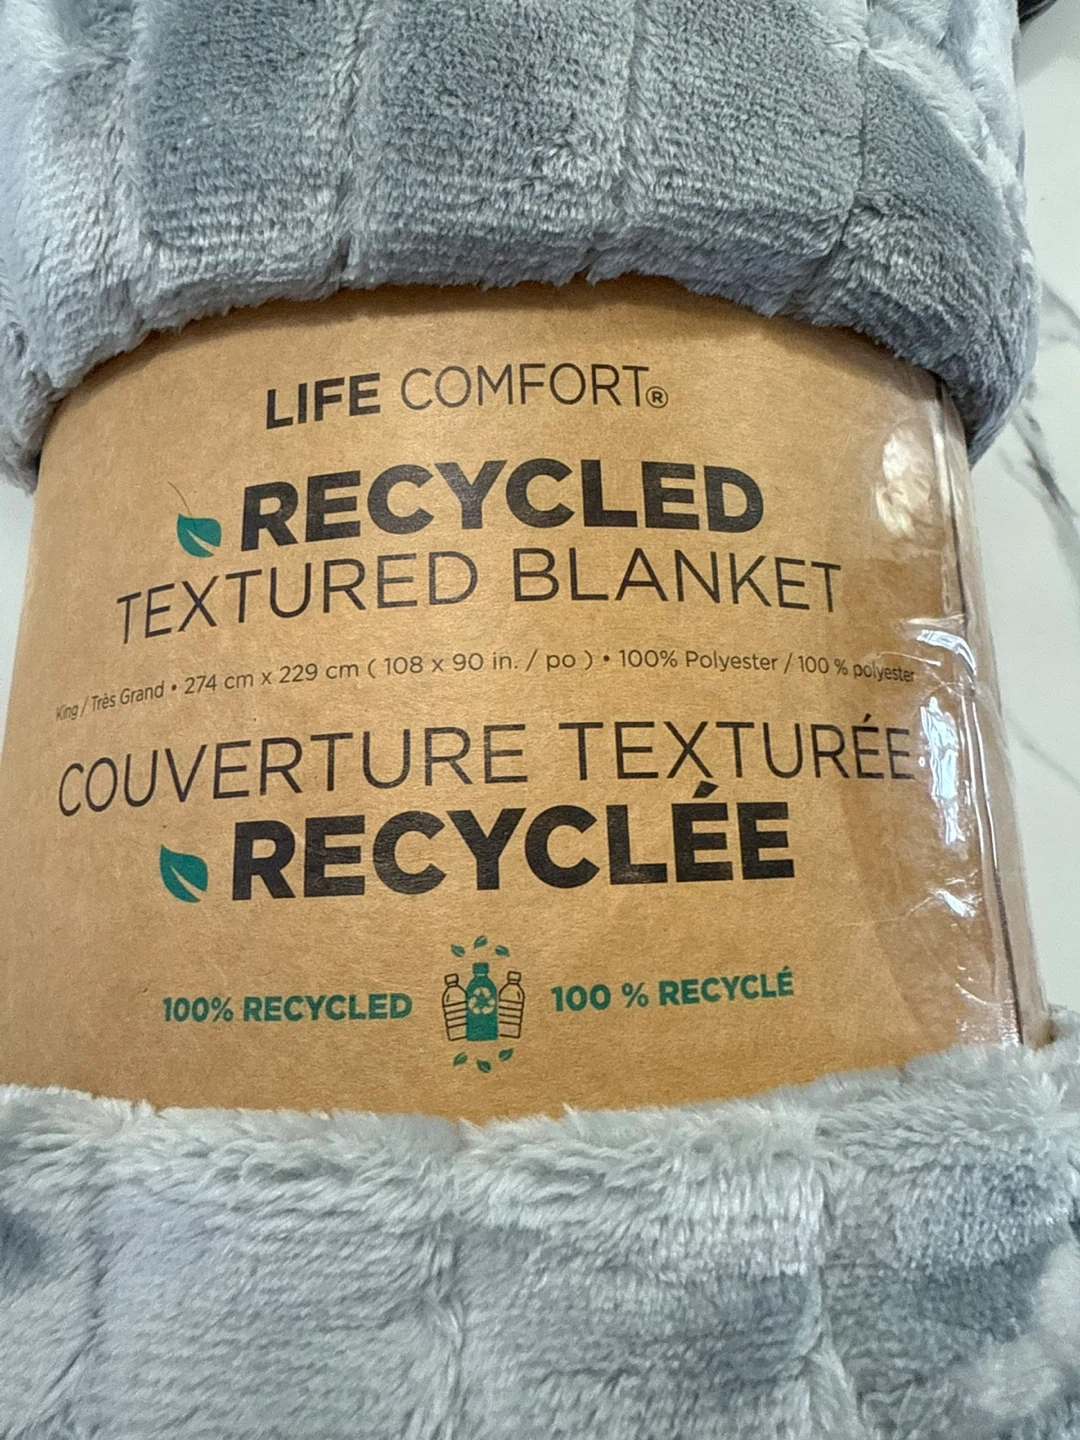 LIFE COMFORT®
RECYCLED
TEXTURED BLANKET
King / Très Grand • 274 cm x 229 cm ( 108 x 90 in. / po ) • 100% Polyester / 100 % polyester
COUVERTURE TEXTURÉE
RECYCLÉE
100% RECYCLED 100 % RECYCLÉ